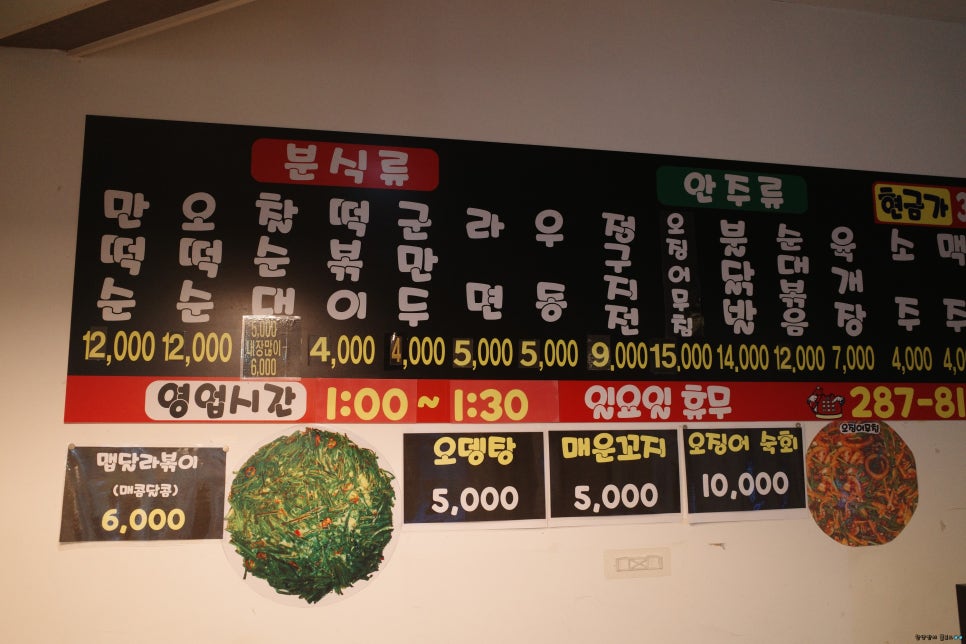 분식류
안주류
현금가 3
만떡순
오떡순
찹순대
떡볶이
군만두
라면
우동
정구지전
오징어무침
불닭발
순대볶음
육개장
소주
맥주
12,000
12,000
5,000
내장많이-
6,000
4,000
4,000
5,000
5,000
9,000
15,000
14,000
12,000
7,000
4,000
4,0
영업시간
1:00~1:30
일요일 휴무
287-81
맵닭라볶이
(매콤닭콤)
6,000
오뎅탕
5,000
매운꼬지
5,000
오징어 숙회
10,000
오징어무침